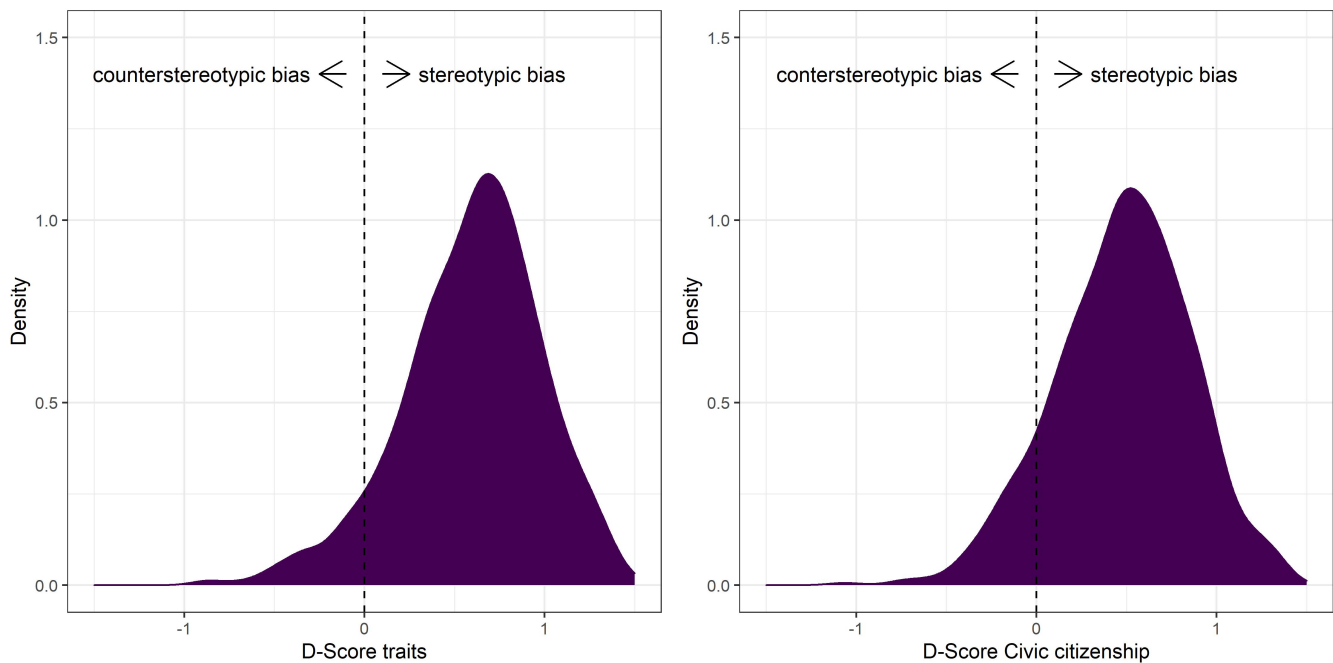 1.5
counterstereotypic bias
stereotypic bias
1.0
Density
0.5
0.0
-1
0
1
D-Score traits
1.5
conterstereotypic bias
stereotypic bias
1.0
Density
0.5
0.0
-1
0
1
D-Score Civic citizenship